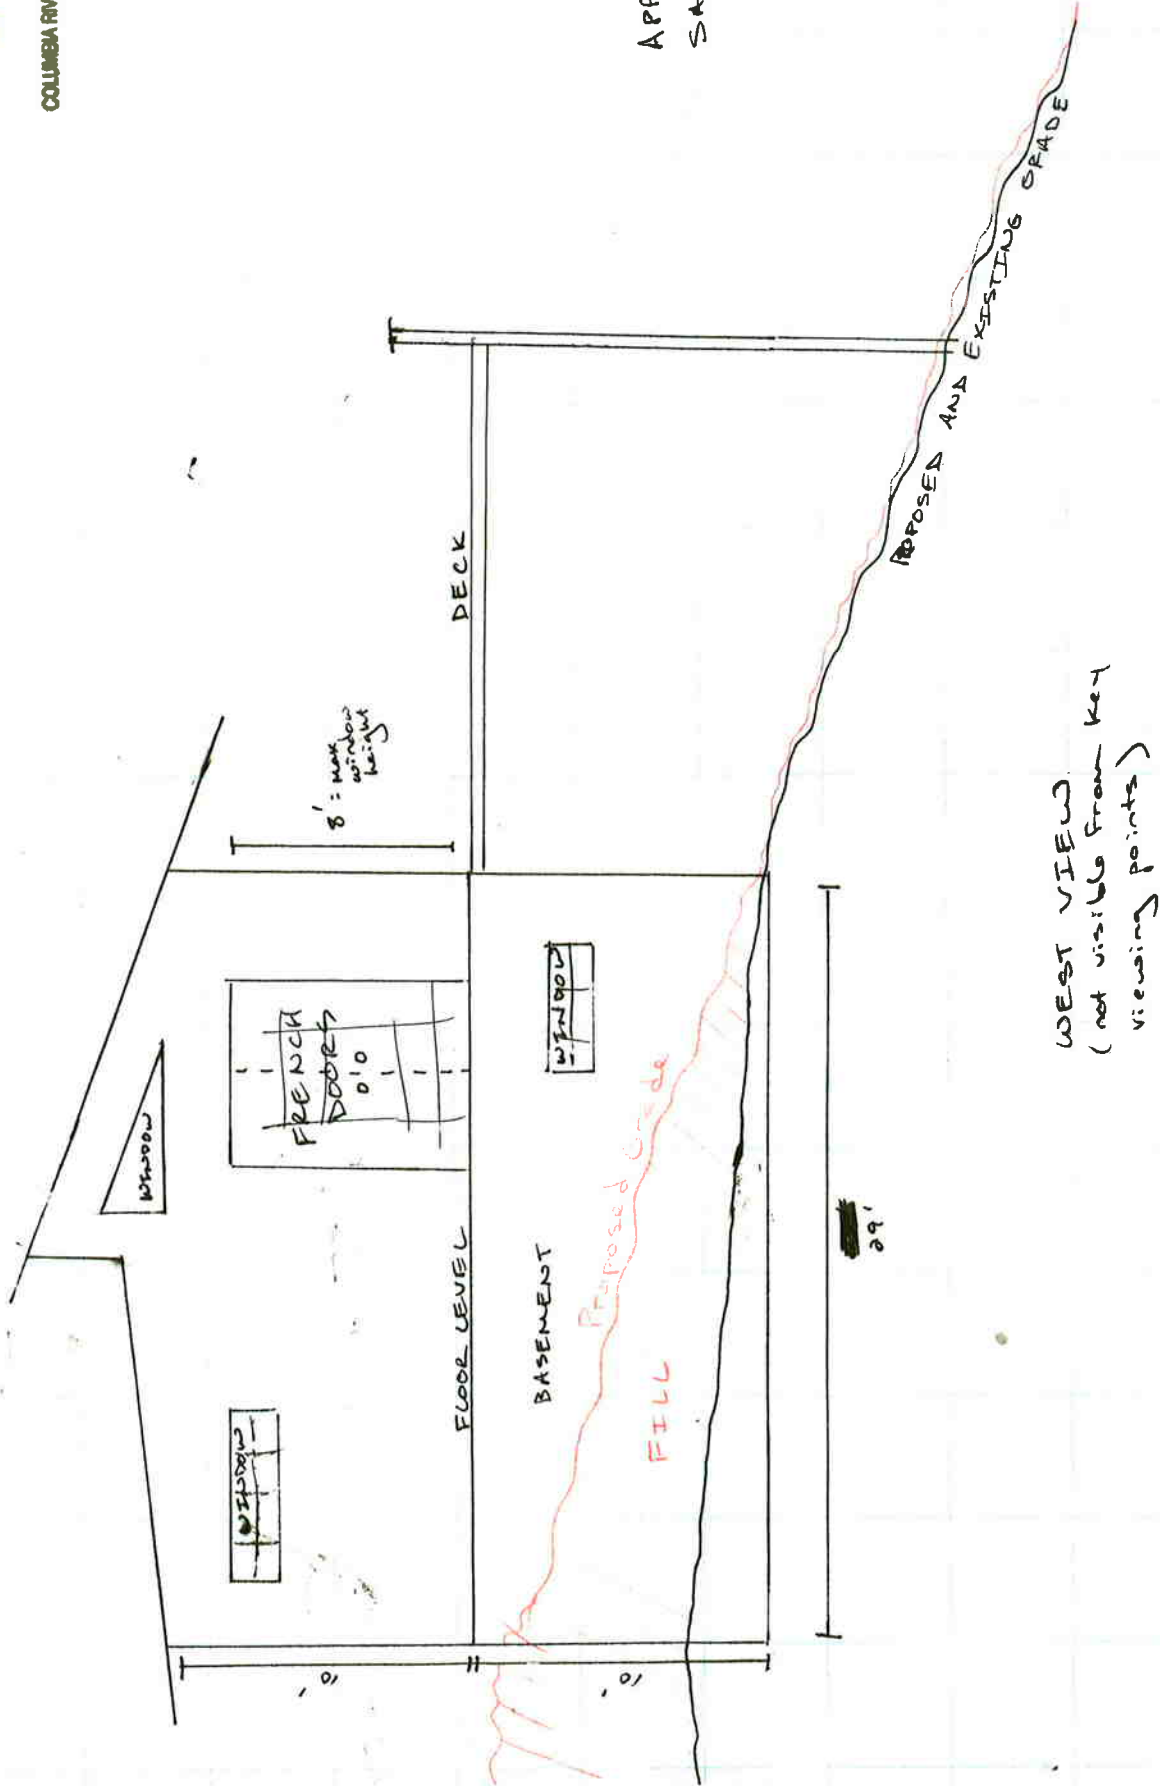 COLUMBIA RIV
APP
SA
WINDOW
WINDOW
FRENCH
DOORS
8' = max
window
height
10'
FLOOR LEVEL
DECK
BASEMENT
WINDOW
10'
Proposed Grade
FILL
PROPOSED AND EXISTING GRADE
29'
WEST VIEW
(not visible from key
viewing points)